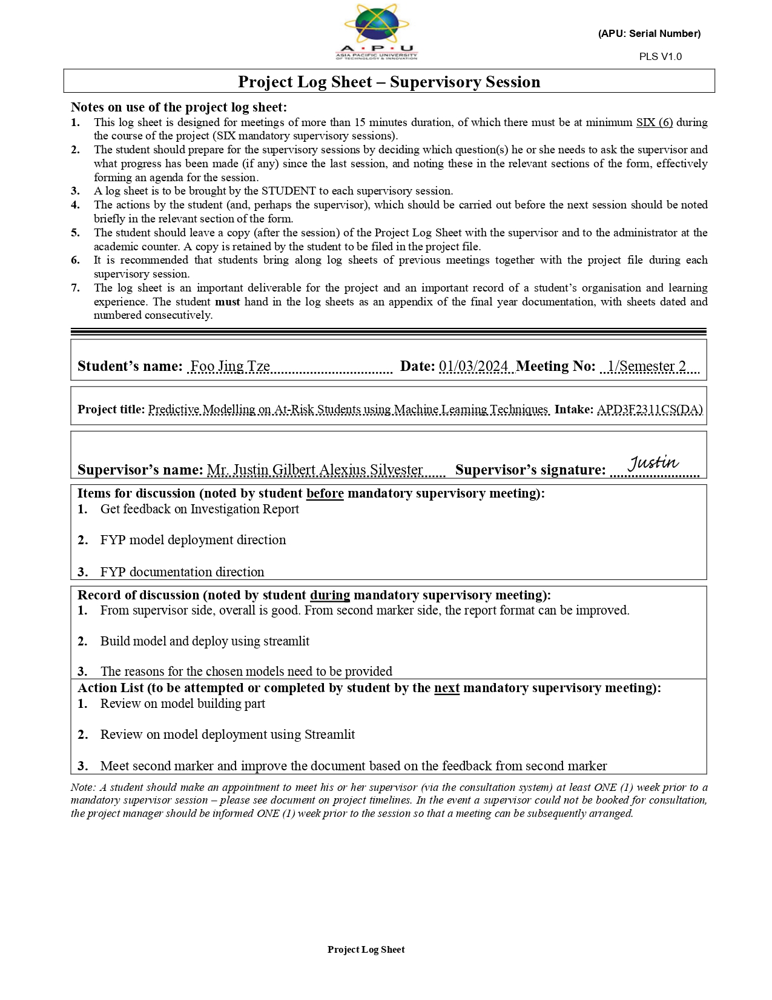 A • P • U
ASIA PACIFIC UNIVERSITY
OF TECHNOLOGY & INNOVATION
(APU: Serial Number)
PLS V1.0
Project Log Sheet – Supervisory Session
Notes on use of the project log sheet:
1. This log sheet is designed for meetings of more than 15 minutes duration, of which there must be at minimum SIX (6) during
the course of the project (SIX mandatory supervisory sessions).
2. The student should prepare for the supervisory sessions by deciding which question(s) he or she needs to ask the supervisor and
what progress has been made (if any) since the last session, and noting these in the relevant sections of the form, effectively
forming an agenda for the session.
3. A log sheet is to be brought by the STUDENT to each supervisory session.
4. The actions by the student (and, perhaps the supervisor), which should be carried out before the next session should be noted
briefly in the relevant section of the form.
5. The student should leave a copy (after the session) of the Project Log Sheet with the supervisor and to the administrator at the
academic counter. A copy is retained by the student to be filed in the project file.
6. It is recommended that students bring along log sheets of previous meetings together with the project file during each
supervisory session.
7. The log sheet is an important deliverable for the project and an important record of a student’s organisation and learning
experience. The student must hand in the log sheets as an appendix of the final year documentation, with sheets dated and
numbered consecutively.
Student’s name: Foo Jing Tze Date: 01/03/2024 Meeting No: 1/Semester 2
Project title: Predictive Modelling on At-Risk Students using Machine Learning Techniques Intake: APD3F2311CS(DA)
Supervisor’s name: Mr. Justin Gilbert Alexius Silvester Supervisor’s signature: Justin
Items for discussion (noted by student before mandatory supervisory meeting):
1. Get feedback on Investigation Report
2. FYP model deployment direction
3. FYP documentation direction
Record of discussion (noted by student during mandatory supervisory meeting):
1. From supervisor side, overall is good. From second marker side, the report format can be improved.
2. Build model and deploy using streamlit
3. The reasons for the chosen models need to be provided
Action List (to be attempted or completed by student by the next mandatory supervisory meeting):
1. Review on model building part
2. Review on model deployment using Streamlit
3. Meet second marker and improve the document based on the feedback from second marker
Note: A student should make an appointment to meet his or her supervisor (via the consultation system) at least ONE (1) week prior to a
mandatory supervisor session – please see document on project timelines. In the event a supervisor could not be booked for consultation,
the project manager should be informed ONE (1) week prior to the session so that a meeting can be subsequently arranged.
Project Log Sheet